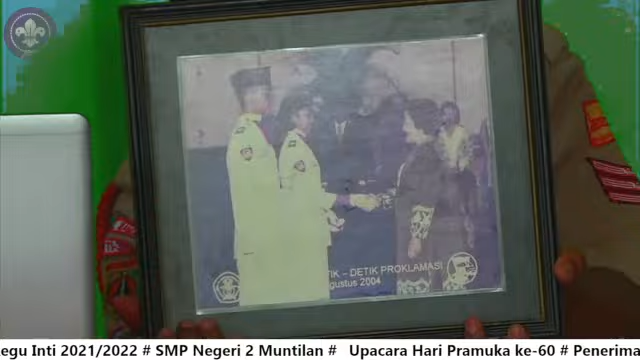 TIK – DETIK PROKLAMASI
gustus 2004
egu Inti 2021/2022 # SMP Negeri 2 Muntilan # Upacara Hari Pramuka ke-60 # Penerima